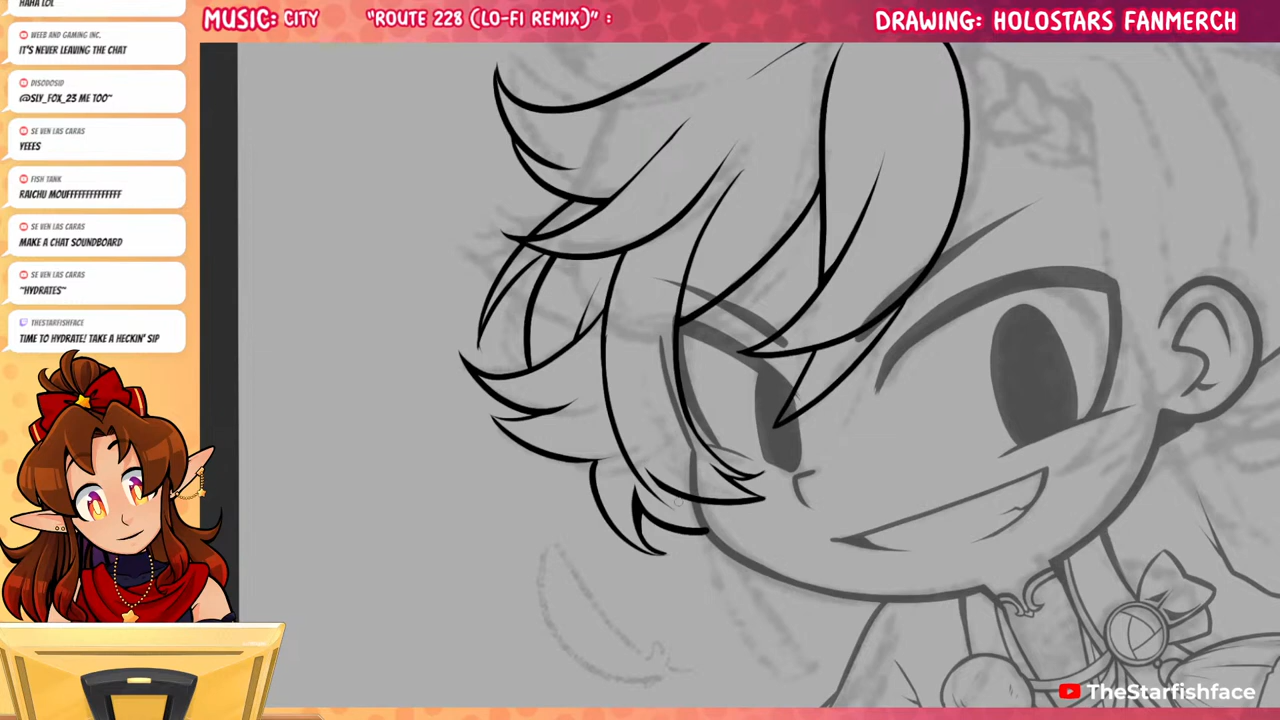 HAHA LOL
MUSIC: CITY "ROUTE 228 (LO-FI REMIX)" :
DRAWING: HOLOSTARS FANMERCH
WEEB AND GAMING INC.
IT'S NEVER LEAVING THE CHAT
DISODOSID
@SLY_FOX_23 ME TOO~
SE VEN LAS CARAS
YEEES
FISH TANK
RAICHU MOUFFFFFFFFFFFFFF
SE VEN LAS CARAS
MAKE A CHAT SOUNDBOARD
SE VEN LAS CARAS
~HYDRATES~
THESTARFISHFACE
TIME TO HYDRATE! TAKE A HECKIN' SIP
TheStarfishface